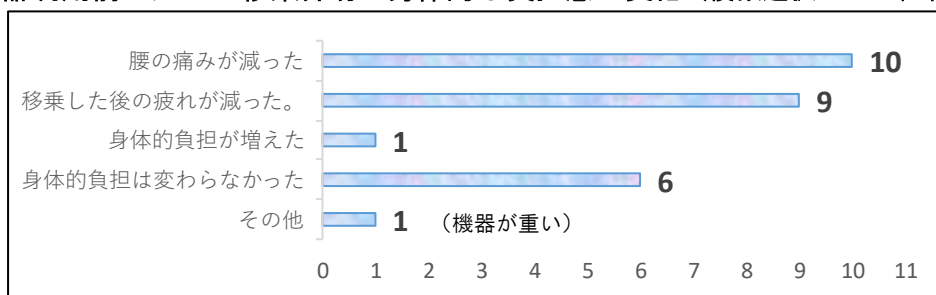 腰の痛みが減った 10
移乗した後の疲れが減った。 9
身体的負担が増えた 1
身体的負担は変わらなかった 6
その他 1 （機器が重い）
0 1 2 3 4 5 6 7 8 9 10 11